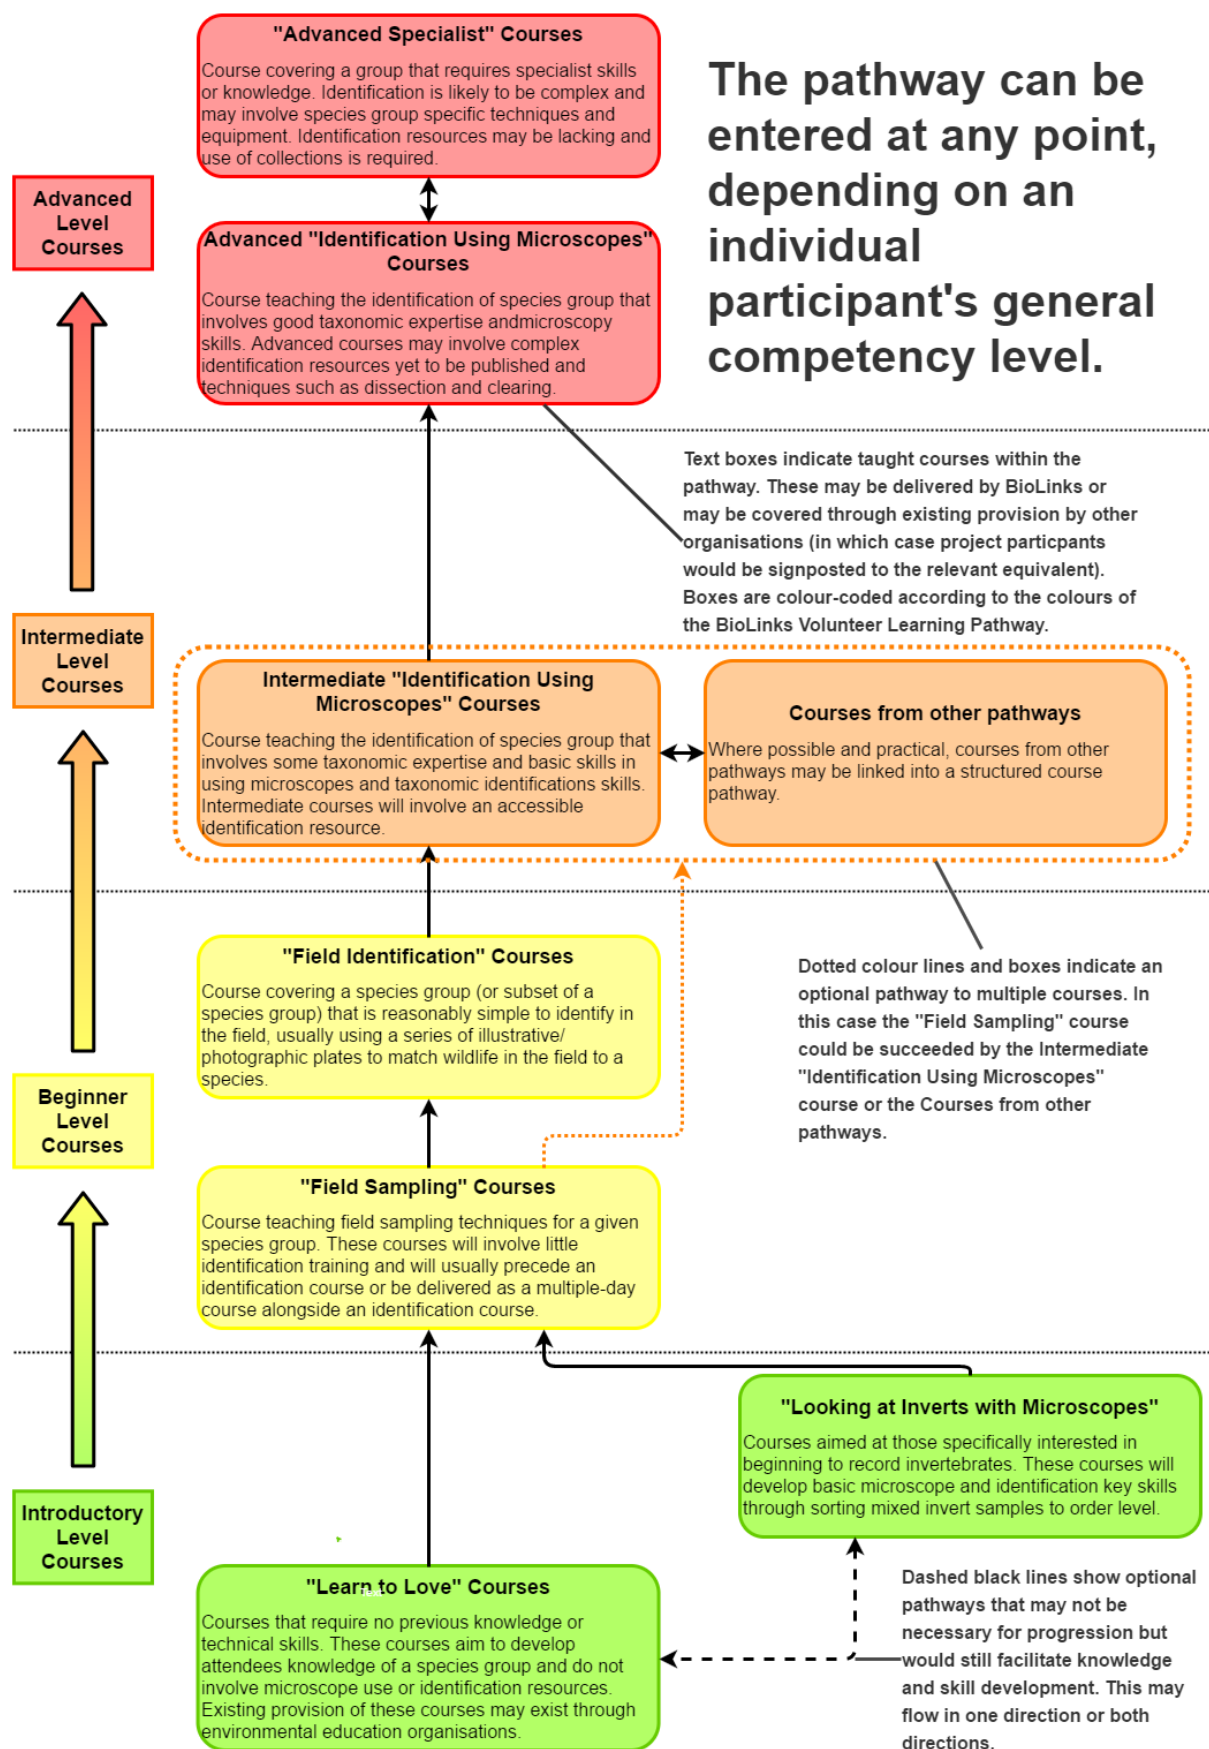 "Advanced Specialist" Courses
Course covering a group that requires specialist skills
or knowledge. Identification is likely to be complex and
may involve species group specific techniques and
equipment. Identification resources may be lacking and
use of collections is required.
The pathway can be
entered at any point,
depending on an
individual
participant's general
competency level.
Advanced
Level
Courses
Advanced "Identification Using Microscopes"
Courses
Course teaching the identification of species group that
involves good taxonomic expertise andmicroscopy
skills. Advanced courses may involve complex
identification resources yet to be published and
techniques such as dissection and clearing.
Text boxes indicate taught courses within the
pathway. These may be delivered by BioLinks or
may be covered through existing provision by other
organisations (in which case project particpants
would be signposted to the relevant equivalent).
Boxes are colour-coded according to the colours of
the BioLinks Volunteer Learning Pathway.
Intermediate
Level
Courses
Intermediate "Identification Using
Microscopes" Courses
Course teaching the identification of species group that
involves some taxonomic expertise and basic skills in
using microscopes and taxonomic identifications skills.
Intermediate courses will involve an accessible
identification resource.
Courses from other pathways
Where possible and practical, courses from other
pathways may be linked into a structured course
pathway.
"Field Identification" Courses
Course covering a species group (or subset of a
species group) that is reasonably simple to identify in
the field, usually using a series of illustrative/
photographic plates to match wildlife in the field to a
species.
Dotted colour lines and boxes indicate an
optional pathway to multiple courses. In
this case the "Field Sampling" course
could be succeeded by the Intermediate
"Identification Using Microscopes"
course or the Courses from other
pathways.
Beginner
Level
Courses
"Field Sampling" Courses
Course teaching field sampling techniques for a given
species group. These courses will involve little
identification training and will usually precede an
identification course or be delivered as a multiple-day
course alongside an identification course.
"Looking at Inverts with Microscopes"
Courses aimed at those specifically interested in
beginning to record invertebrates. These courses will
develop basic microscope and identification key skills
through sorting mixed invert samples to order level.
Introductory
Level
Courses
"Learn to Love" Courses
Courses that require no previous knowledge or
technical skills. These courses aim to develop
attendees knowledge of a species group and do not
involve microscope use or identification resources.
Existing provision of these courses may exist through
environmental education organisations.
Dashed black lines show optional
pathways that may not be
necessary for progression but
would still facilitate knowledge
and skill development. This may
flow in one direction or both
directions.